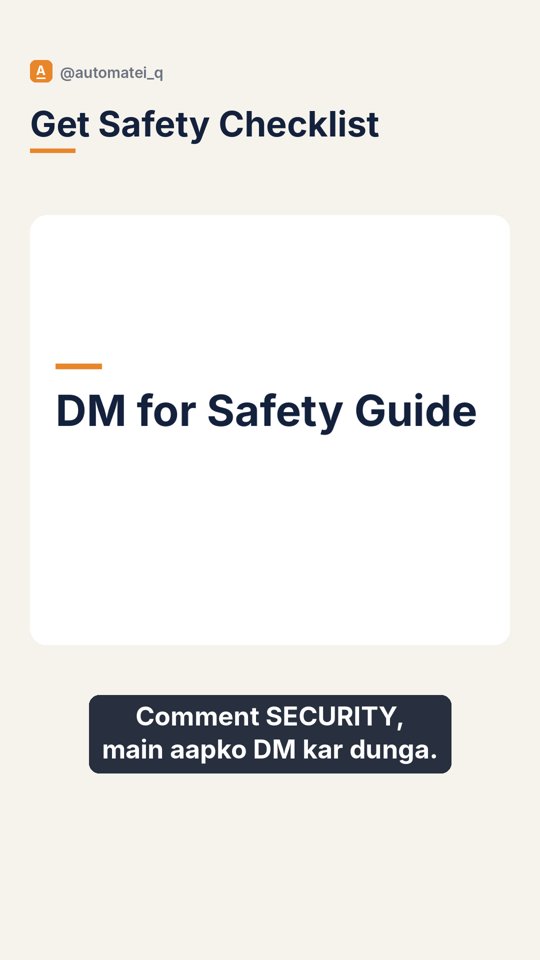 A
@automatei_q
Get Safety Checklist
DM for Safety Guide
Comment SECURITY,
main aapko DM kar dunga.